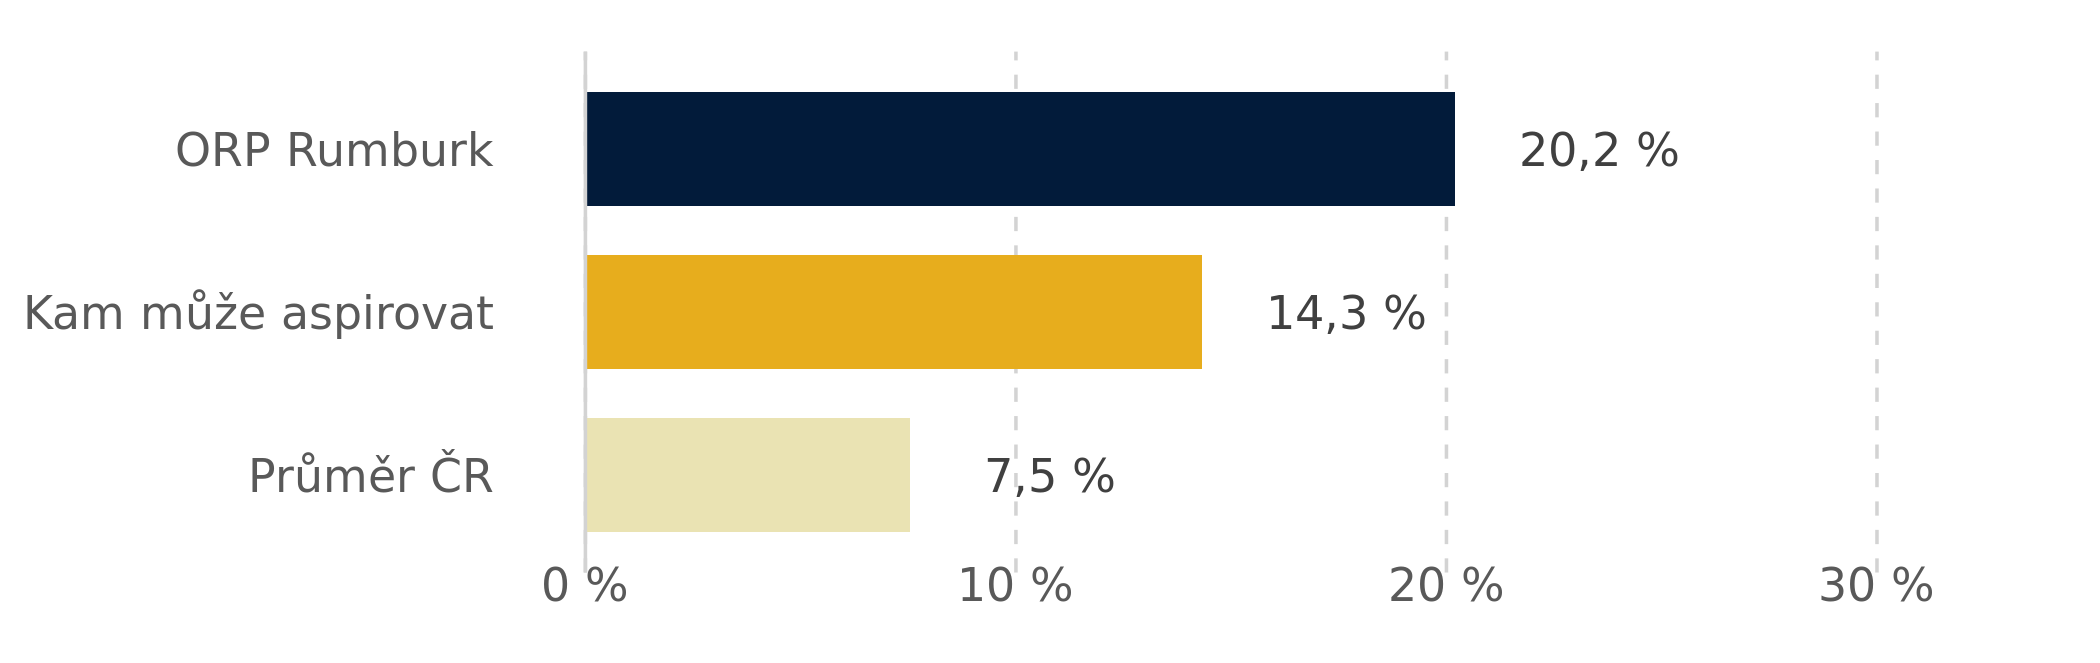 ORP Rumburk
20,2 %
Kam může aspirovat
14,3 %
Průměr ČR
7,5 %
0 % 10 % 20 % 30 %